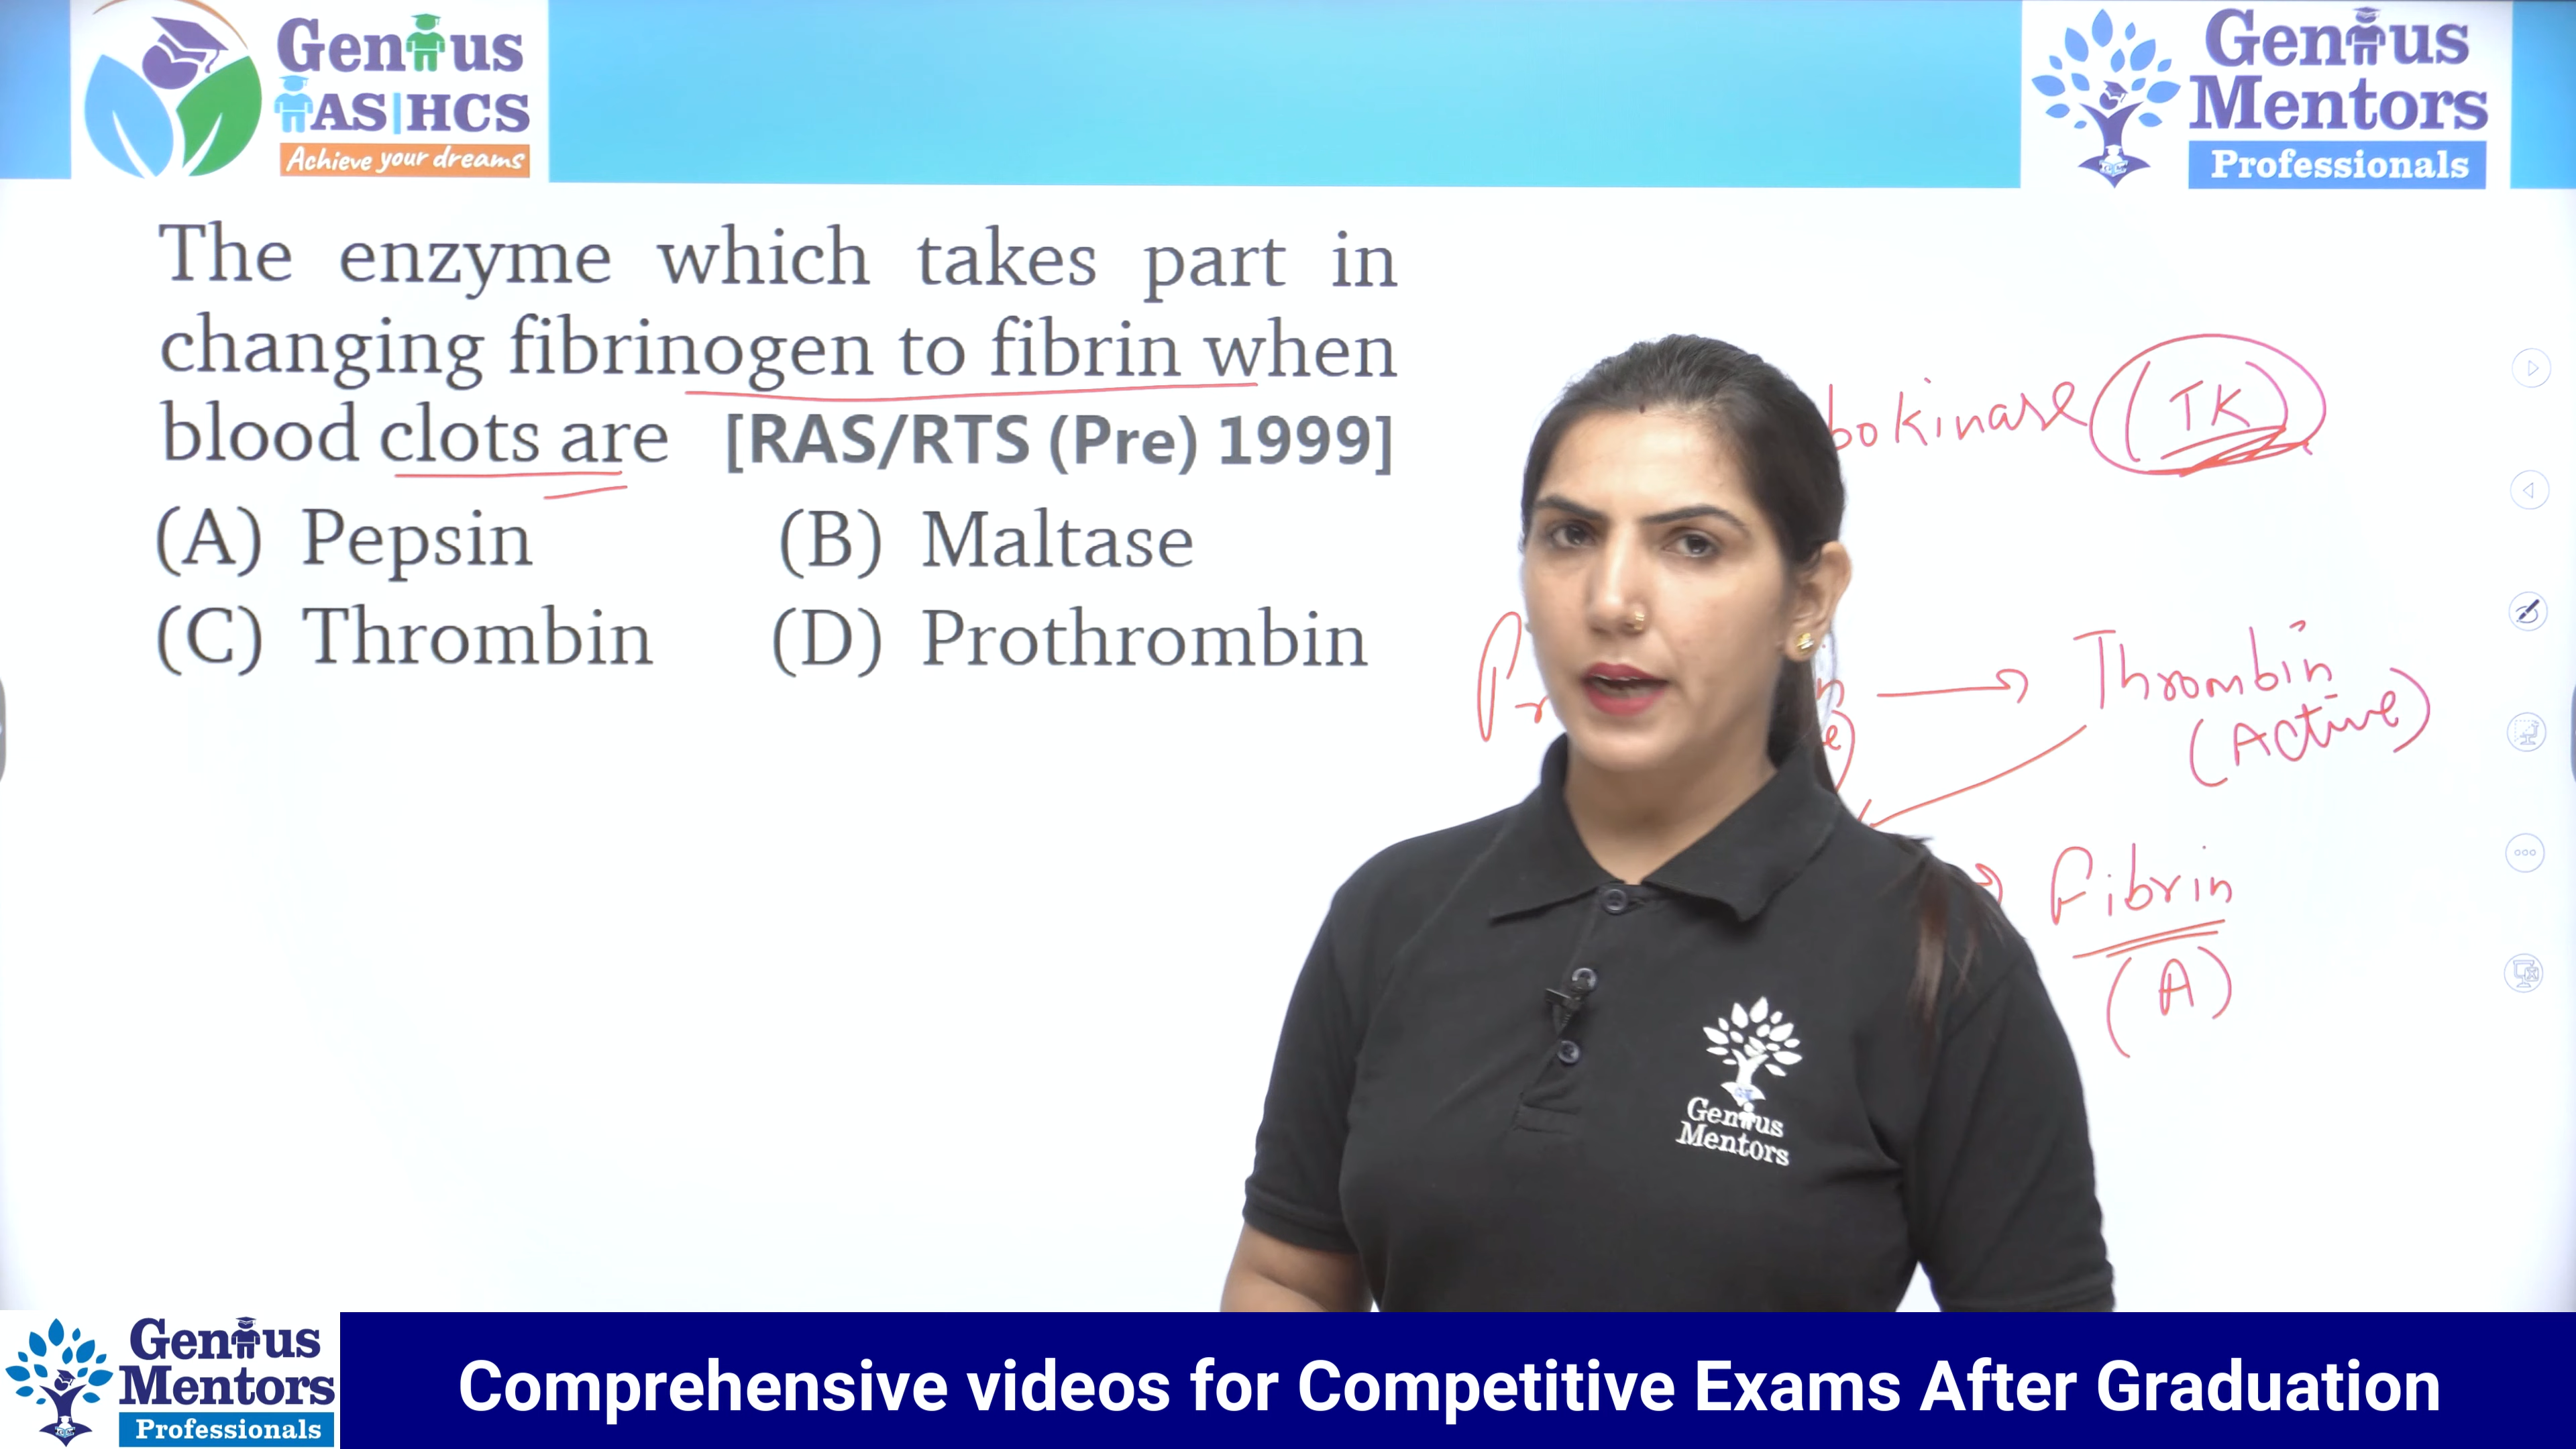 Genius
IAS|HCS
Achieve your dreams
Genius
Mentors
Professionals
The enzyme which takes part in
changing fibrinogen to fibrin when
blood clots are [RAS/RTS (Pre) 1999]
(A) Pepsin (B) Maltase
(C) Thrombin (D) Prothrombin
bokinase (TK)
Pr n → Thrombin
e) (Active)
Fibrin
(A)
Genius
Mentors
Genius
Mentors
Professionals
Comprehensive videos for Competitive Exams After Graduation